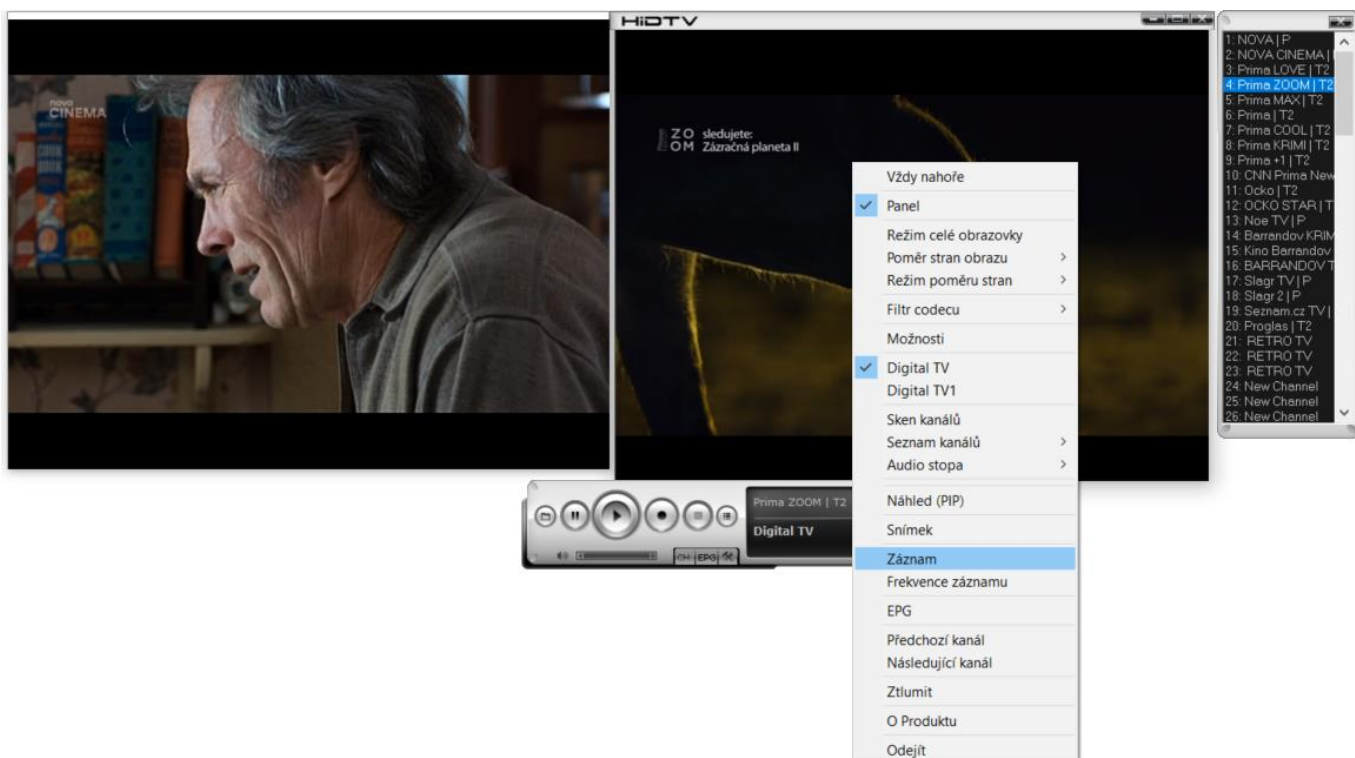 nova
CINEMA
HiDTV
ZO
OM
sledujete:
Zázračná planeta II
Vždy nahoře
Panel
Režim celé obrazovky
Poměr stran obrazu
Režim poměru stran
Filtr codecu
Možnosti
Digital TV
Digital TV1
Sken kanálů
Seznam kanálů
Audio stopa
Náhled (PIP)
Snímek
Záznam
Frekvence záznamu
EPG
Předchozí kanál
Následující kanál
Ztlumit
O Produktu
Odejít
Prima ZOOM | T2
Digital TV
CH EPG
1: NOVA | P
2: NOVA CINEMA |
3: Prima LOVE | T2
4: Prima ZOOM | T2
5: Prima MAX | T2
6: Prima | T2
7: Prima COOL | T2
8: Prima KRIMI | T2
9: Prima +1 | T2
10: CNN Prima New
11: Ocko | T2
12: OCKO STAR | T
13: Noe TV | P
14: Barrandov KRIM
15: Kino Barrandov
16: BARRANDOV T
17: Slagr TV | P
18: Slagr 2 | P
19: Seznam.cz TV |
20: Proglas | T2
21: RETRO TV
22: RETRO TV
23: RETRO TV
24: New Channel
25: New Channel
26: New Channel